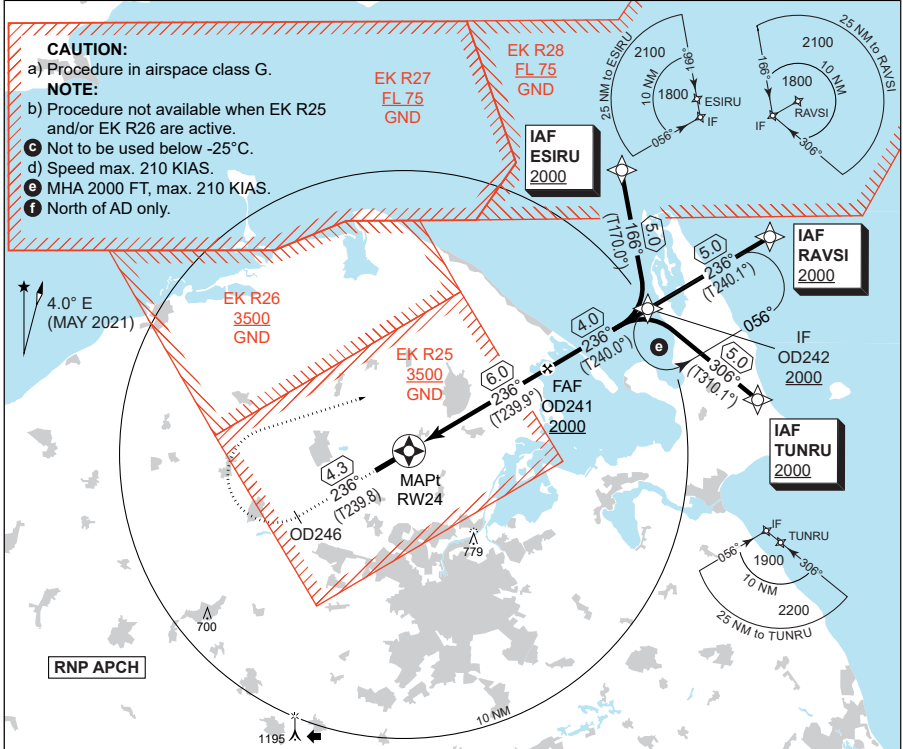 CAUTION:
a) Procedure in airspace class G.
NOTE:
b) Procedure not available when EK R25
and/or EK R26 are active.
c Not to be used below -25°C.
d) Speed max. 210 KIAS.
e MHA 2000 FT, max. 210 KIAS.
f North of AD only.
EK R27
FL 75
GND
EK R28
FL 75
GND
25 NM to ESIRU
2100
166°
10 NM
1800
ESIRU
IF
056°
25 NM to RAVSI
2100
166°
10 NM
1800
RAVSI
IF
306°
IAF
ESIRU
2000
5.0
166°
(T170.0°)
5.0
236°
(T240.1°)
IAF
RAVSI
2000
056°
4.0° E
(MAY 2021)
EK R26
3500
GND
EK R25
3500
GND
4.0
236°
(T240.0°)
e
IF
OD242
2000
5.0
306°
(T310.1°)
6.0
236°
(T239.9°)
FAF
OD241
2000
IAF
TUNRU
2000
4.3
236°
(T239.8)
MAPt
RW24
OD246
779
IF
TUNRU
056°
306°
1900
10 NM
2200
25 NM to TUNRU
700
RNP APCH
10 NM
1195